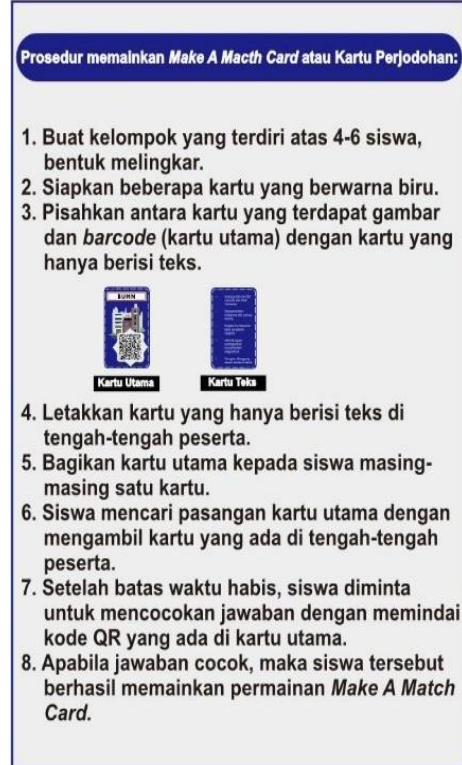 Prosedur memainkan Make A Macth Card atau Kartu Perjodohan:
1. Buat kelompok yang terdiri atas 4-6 siswa,
bentuk melingkar.
2. Siapkan beberapa kartu yang berwarna biru.
3. Pisahkan antara kartu yang terdapat gambar
dan barcode (kartu utama) dengan kartu yang
hanya berisi teks.
BUMN
Kartu Utama
Kartu Teks
4. Letakkan kartu yang hanya berisi teks di
tengah-tengah peserta.
5. Bagikan kartu utama kepada siswa masing-
masing satu kartu.
6. Siswa mencari pasangan kartu utama dengan
mengambil kartu yang ada di tengah-tengah
peserta.
7. Setelah batas waktu habis, siswa diminta
untuk mencocokan jawaban dengan memindai
kode QR yang ada di kartu utama.
8. Apabila jawaban cocok, maka siswa tersebut
berhasil memainkan permainan Make A Match
Card.